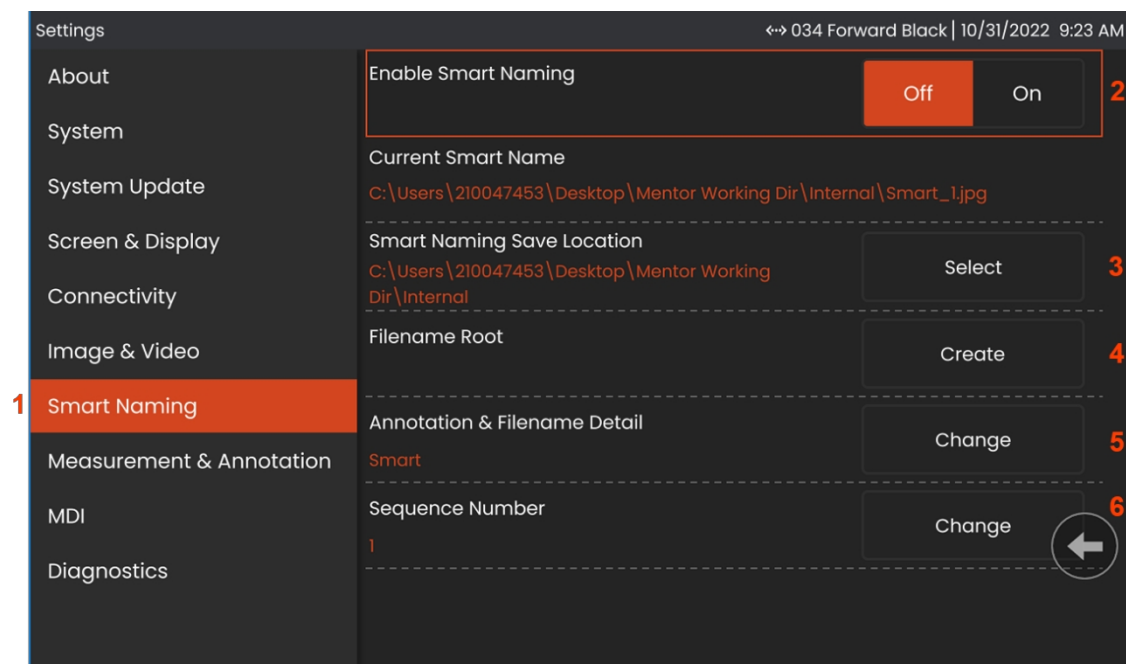 Settings
034 Forward Black | 10/31/2022 9:23 AM
About
System
System Update
Screen & Display
Connectivity
Image & Video
1 Smart Naming
Measurement & Annotation
MDI
Diagnostics
Enable Smart Naming
Off On 2
Current Smart Name
C:\Users\210047453\Desktop\Mentor Working Dir\Internal\Smart_1.jpg
Smart Naming Save Location
C:\Users\210047453\Desktop\Mentor Working
Dir\Internal
Select 3
Filename Root
Create 4
Annotation & Filename Detail
Smart
Change 5
Sequence Number
1
Change 6